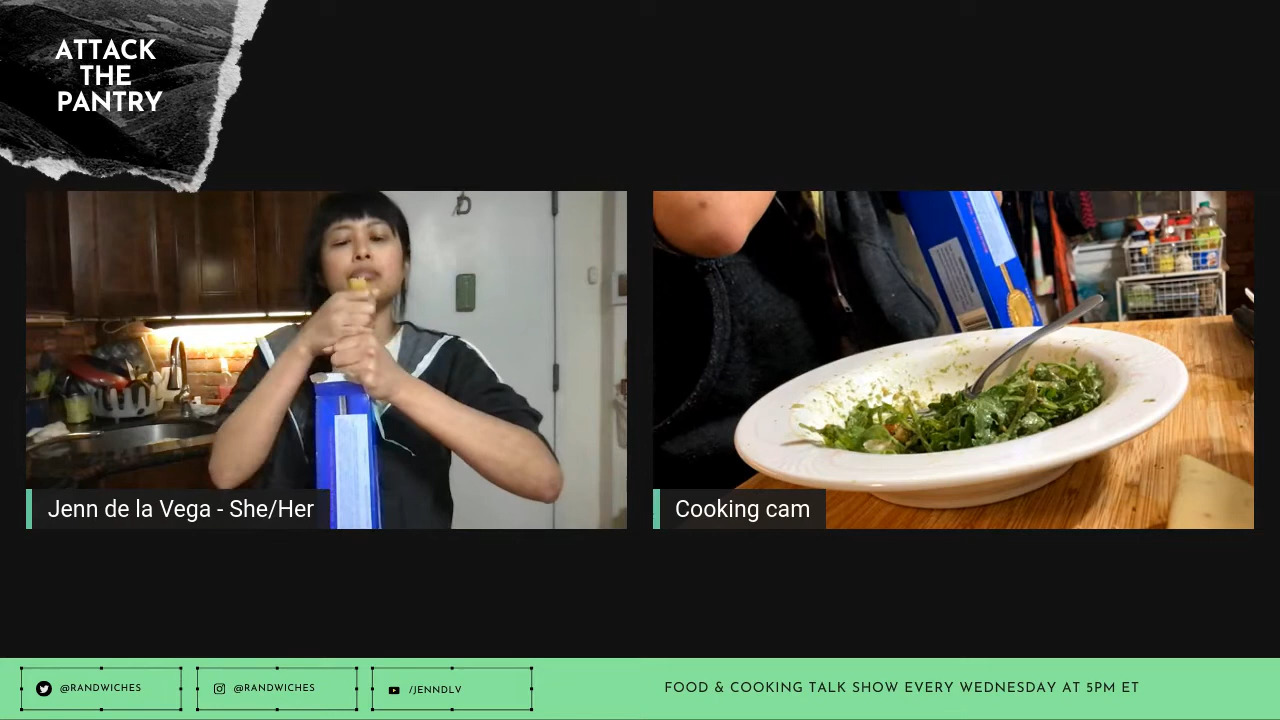 ATTACK
THE
PANTRY
Jenn de la Vega - She/Her
Cooking cam
@RANDWICHES
@RANDWICHES
/JENNDLV
FOOD & COOKING TALK SHOW EVERY WEDNESDAY AT 5PM ET